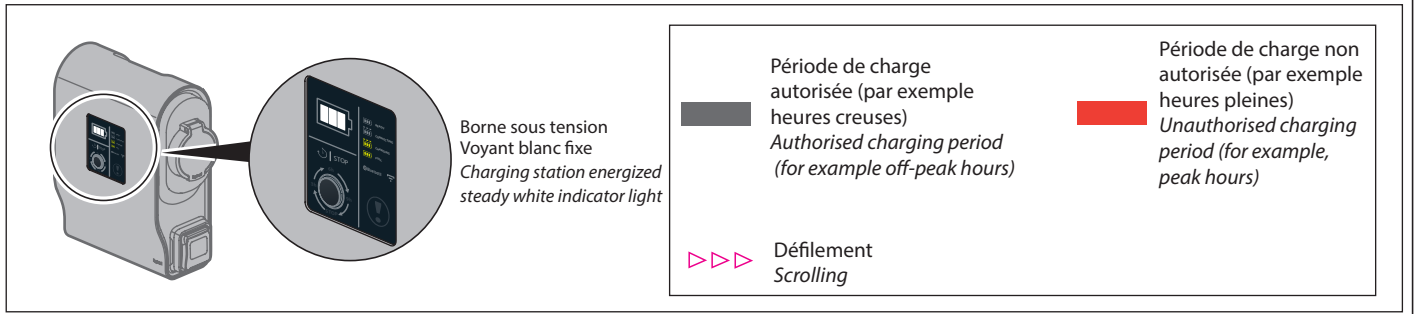 STOP
Borne sous tension
Voyant blanc fixe
Charging station energized
steady white indicator light
Période de charge
autorisée (par exemple
heures creuses)
Authorised charging period
(for example off-peak hours)
Période de charge non
autorisée (par exemple
heures pleines)
Unauthorised charging
period (for example,
peak hours)
Défilement
Scrolling